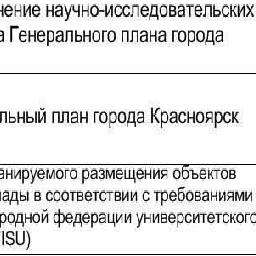 нение научно-исследовательских
а Генерального плана города
льный план города Красноярск
анируемого размещения объектов
иады в соответствии с требованиями
родной федерации университетского
ISU)